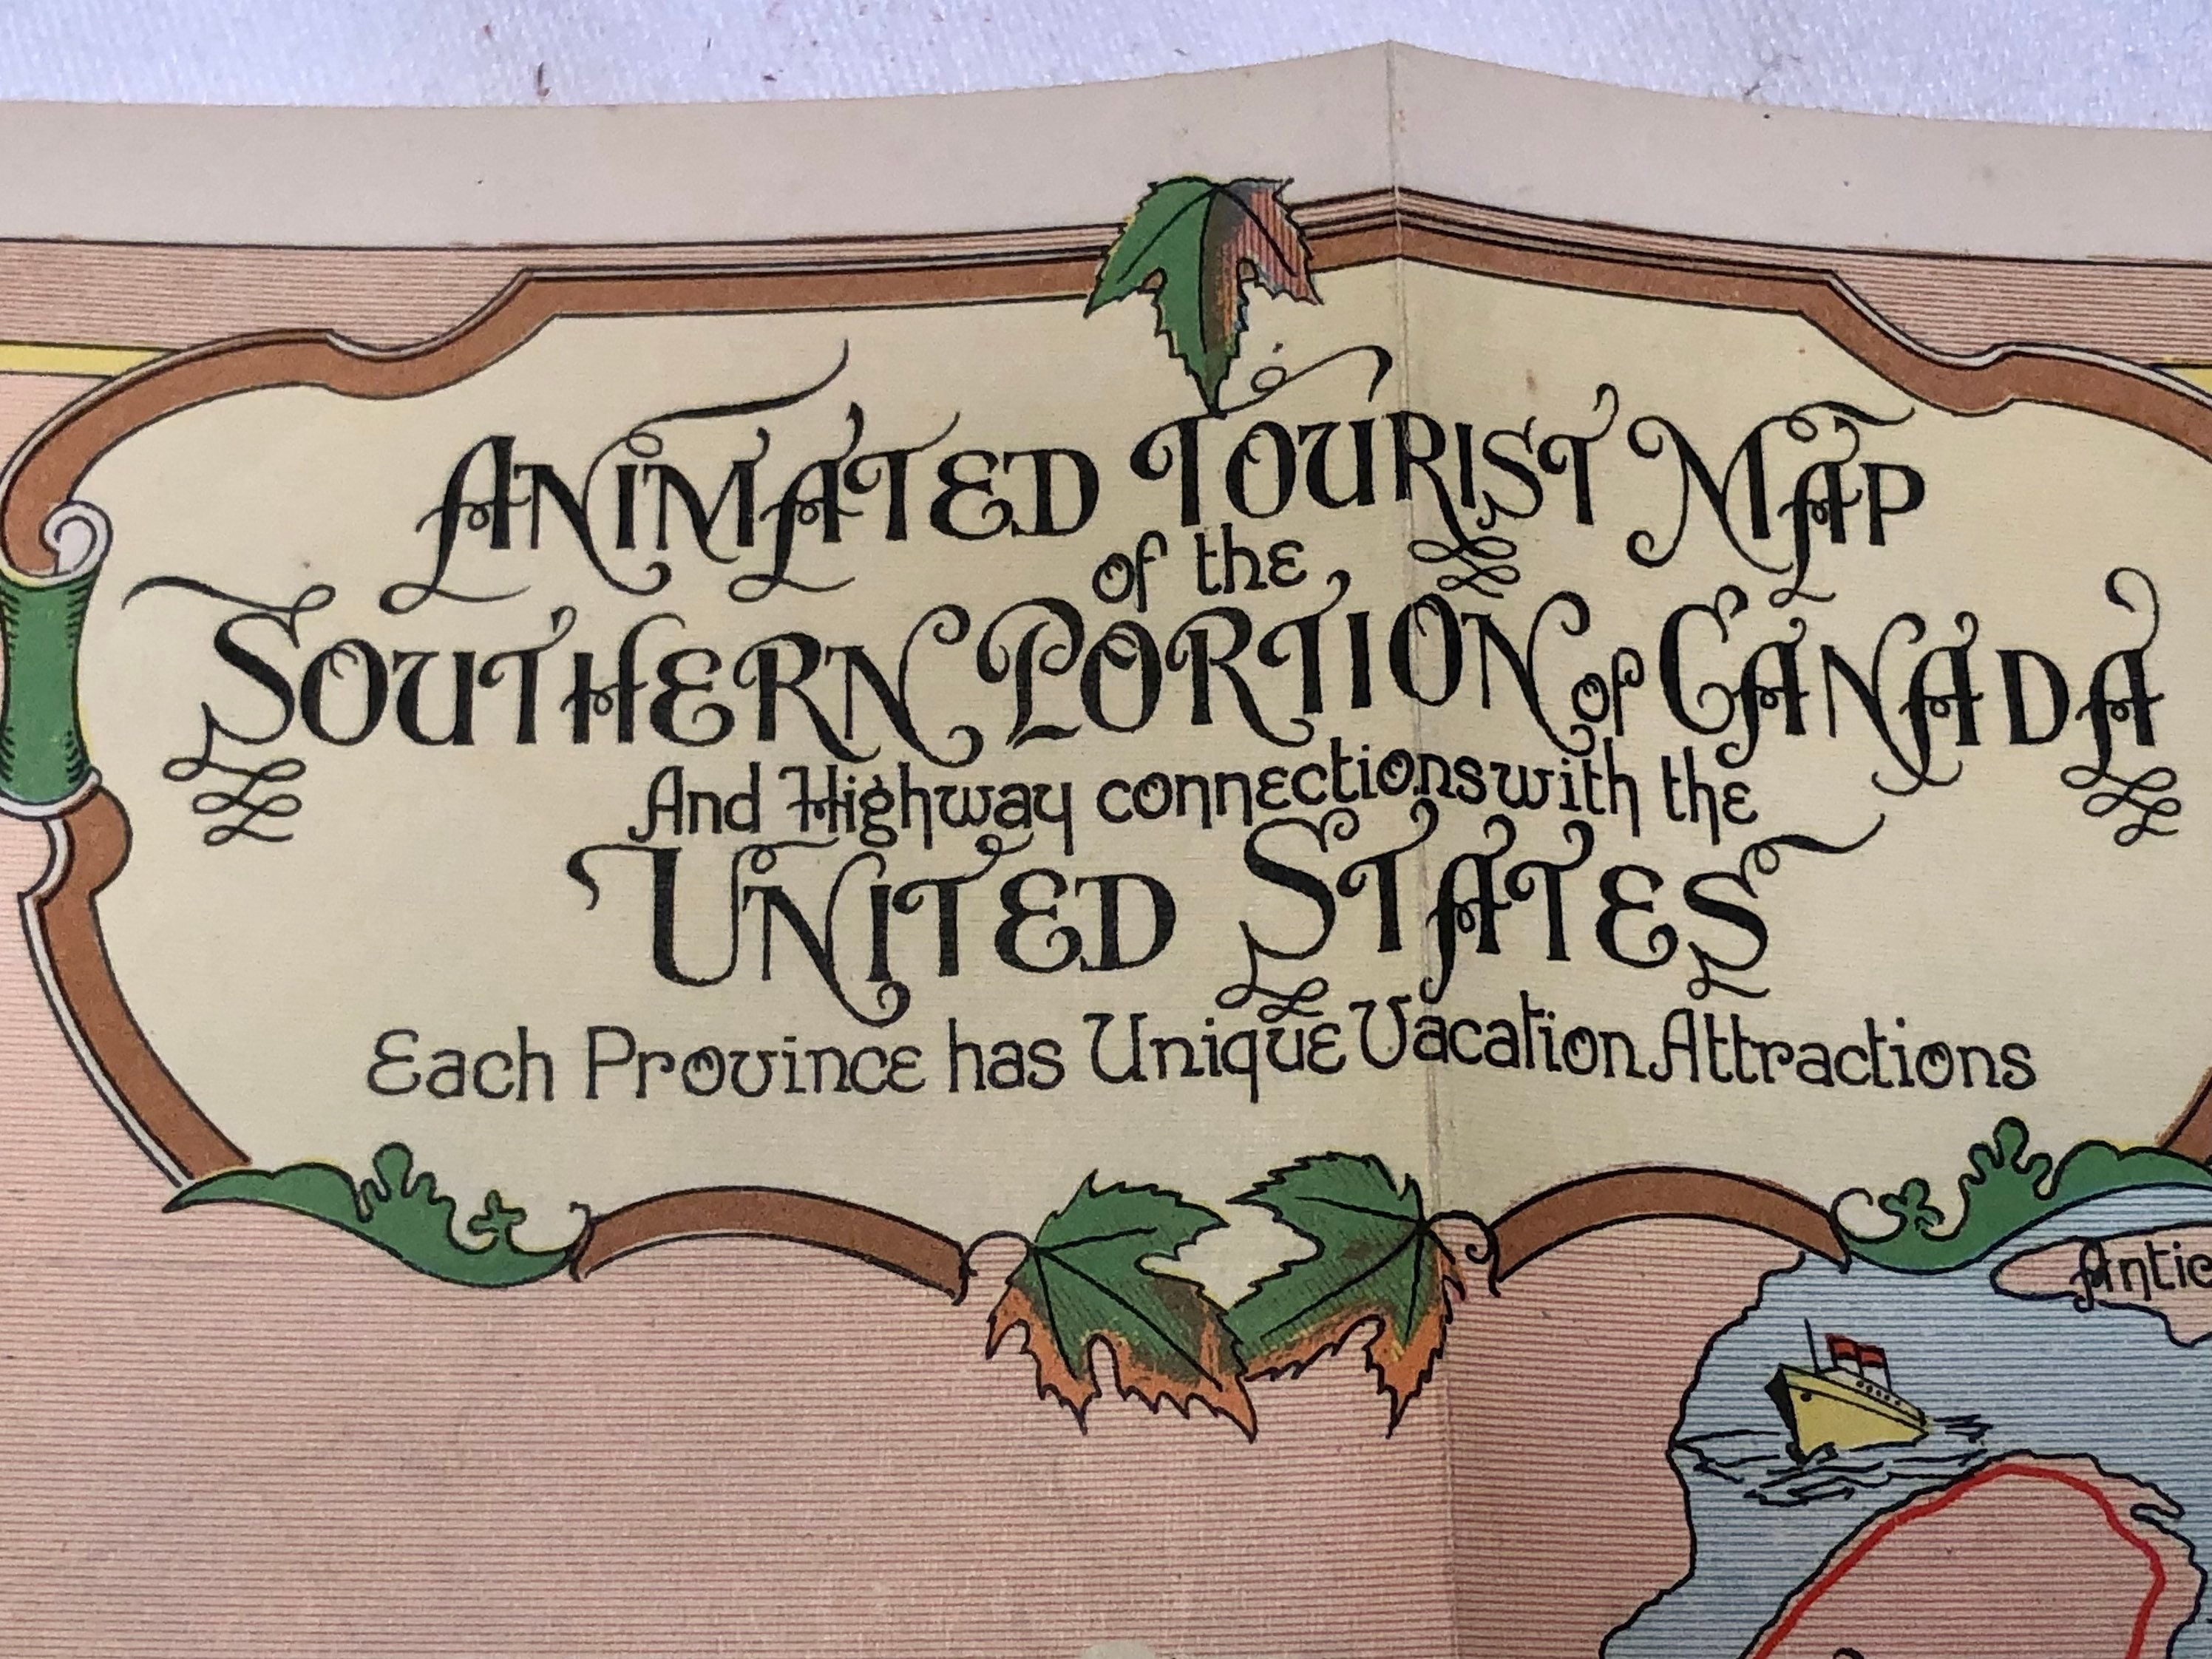 ANIMATED TOURIST MAP
of the
SOUTHERN PORTION of CANADA
And Highway connections with the
UNITED STATES
Each Province has Unique Vacation Attractions